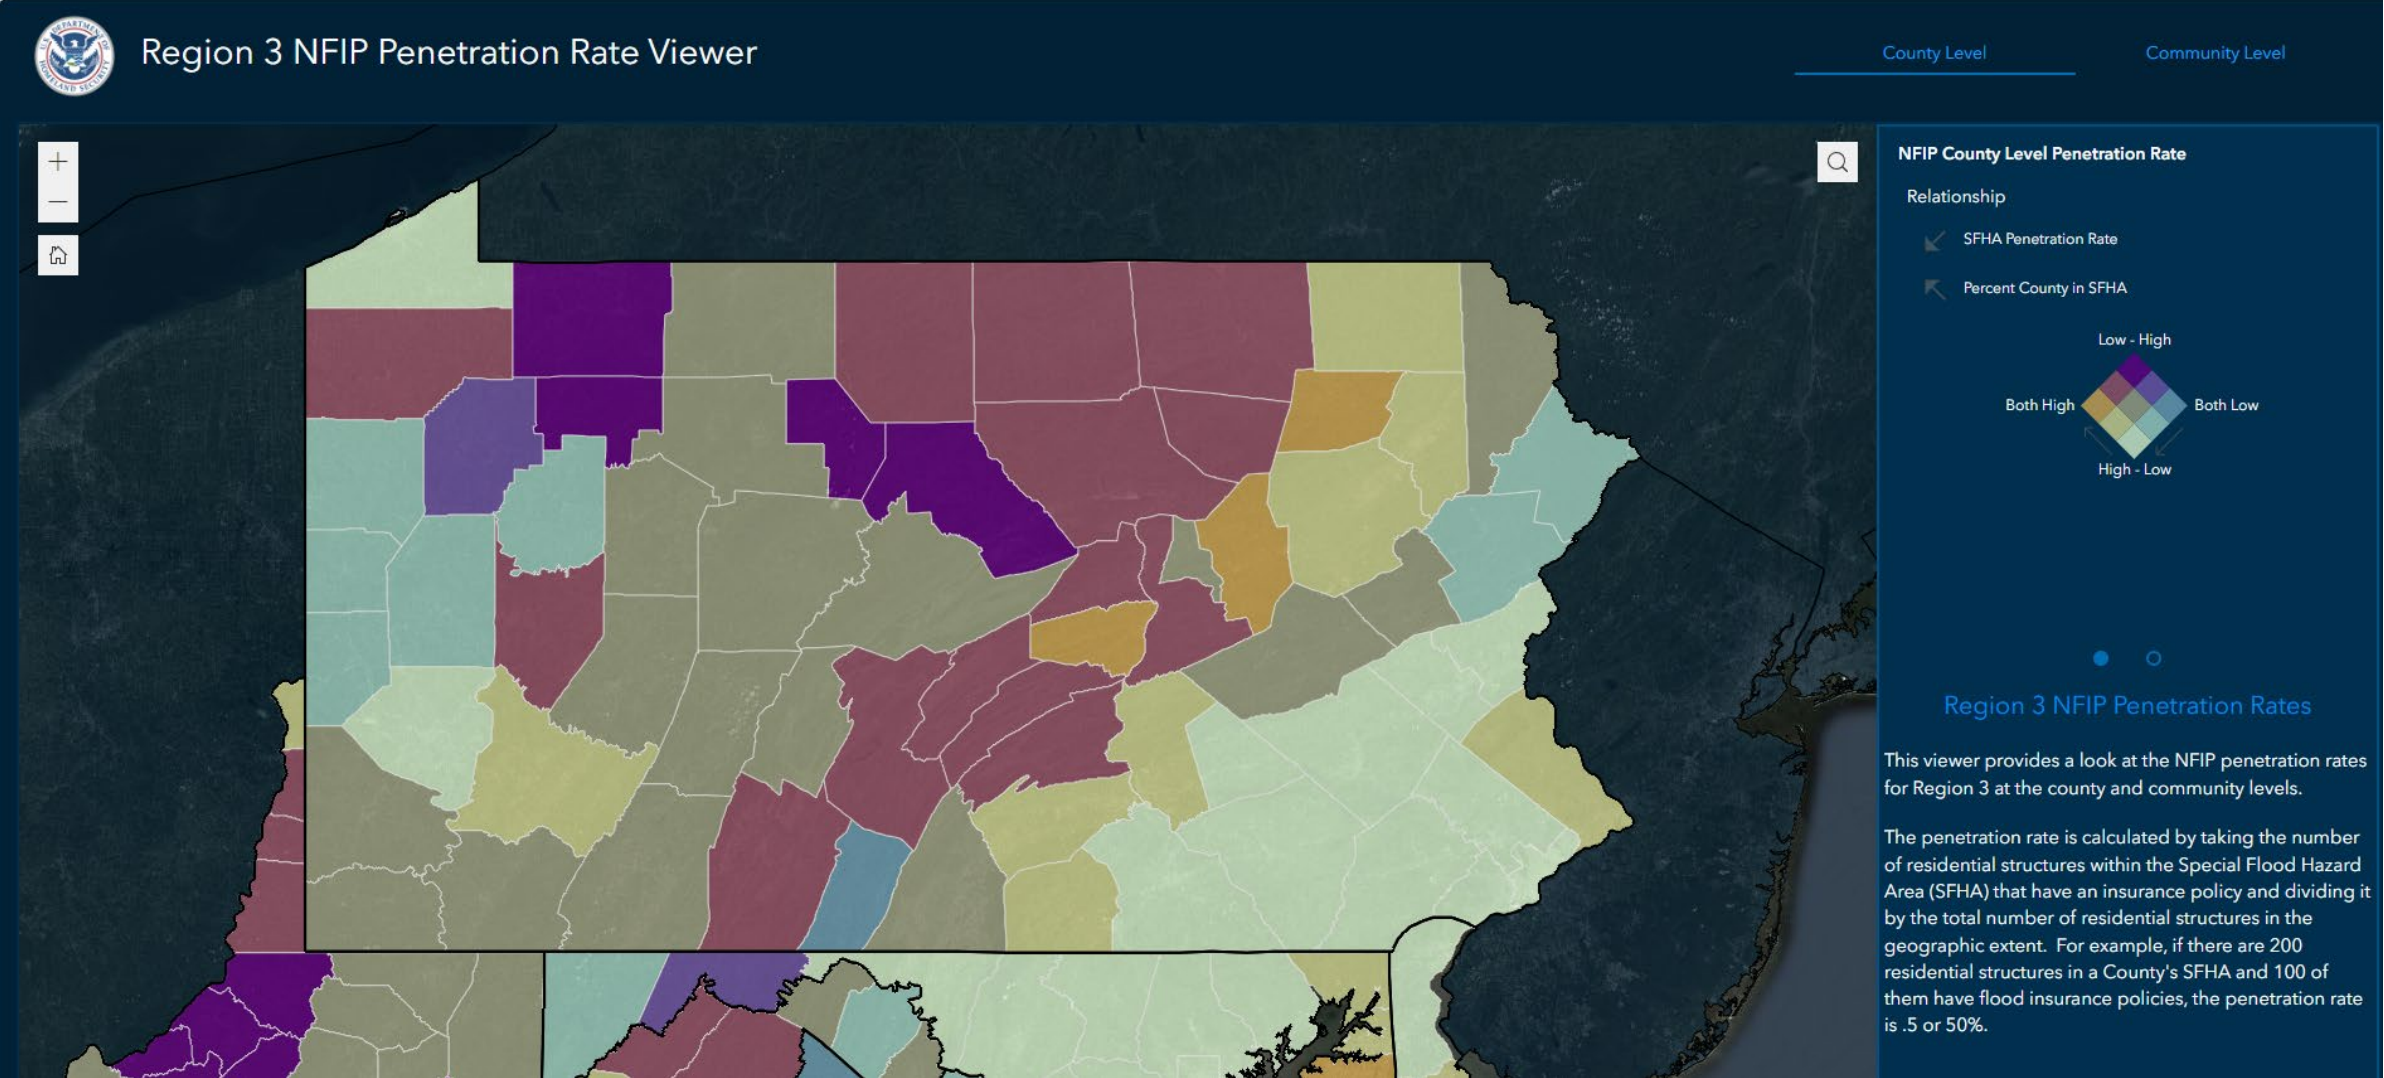 Region 3 NFIP Penetration Rate Viewer
County Level
Community Level
NFIP County Level Penetration Rate
Relationship
SFHA Penetration Rate
Percent County in SFHA
Low - High
Both High
Both Low
High - Low
Region 3 NFIP Penetration Rates
This viewer provides a look at the NFIP penetration rates
for Region 3 at the county and community levels.
The penetration rate is calculated by taking the number
of residential structures within the Special Flood Hazard
Area (SFHA) that have an insurance policy and dividing it
by the total number of residential structures in the
geographic extent. For example, if there are 200
residential structures in a County's SFHA and 100 of
them have flood insurance policies, the penetration rate
is .5 or 50%.